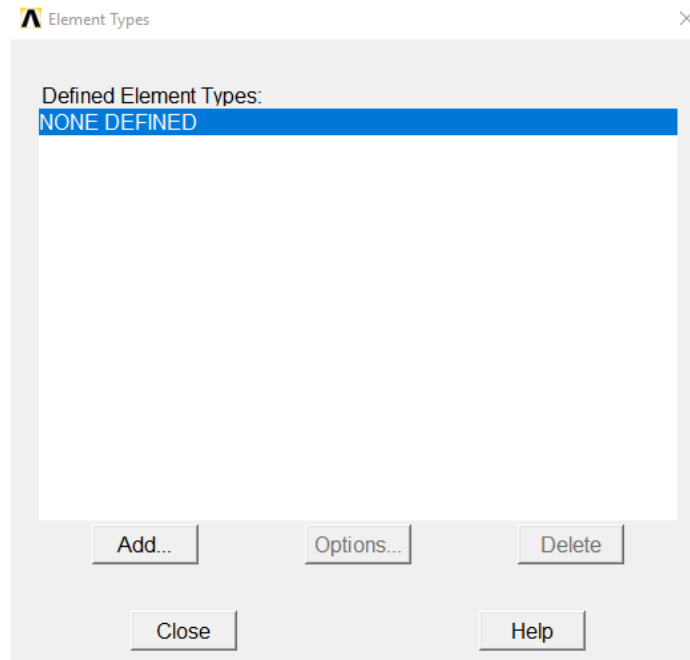 Element Types
Defined Element Types:
NONE DEFINED
Add... Options... Delete
Close Help